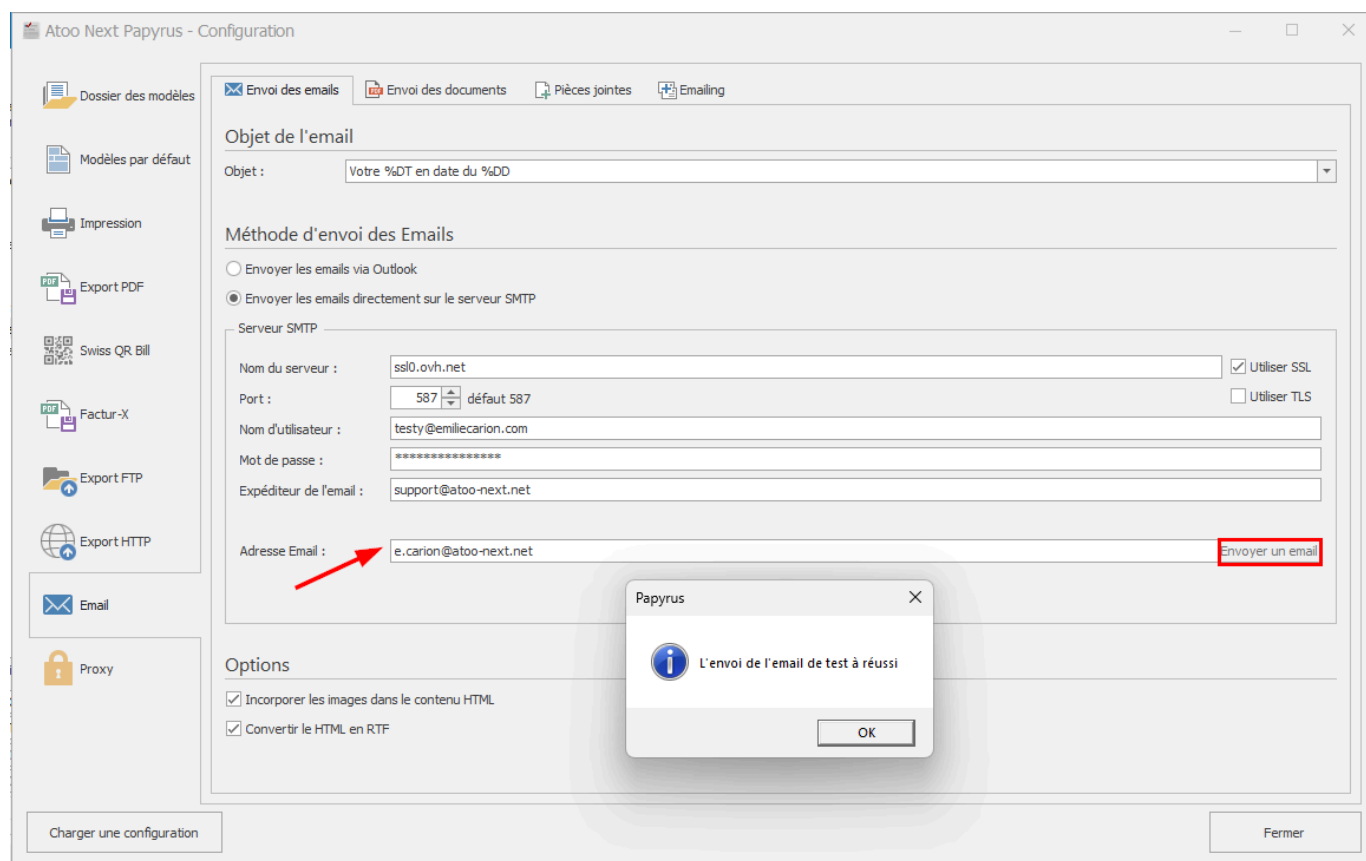 Atoo Next Papyrus - Configuration
Dossier des modèles
Modèles par défaut
Impression
Export PDF
Swiss QR Bill
Factur-X
Export FTP
Export HTTP
Email
Proxy
Envoi des emails
Envoi des documents
Pièces jointes
Emailing
Objet de l'email
Objet :
Votre %DT en date du %DD
Méthode d'envoi des Emails
Envoyer les emails via Outlook
Envoyer les emails directement sur le serveur SMTP
Serveur SMTP
Nom du serveur :
ssl0.ovh.net
Utiliser SSL
Port :
587
défaut 587
Utiliser TLS
Nom d'utilisateur :
testy@emiliecarion.com
Mot de passe :
***************
Expéditeur de l'email :
support@atoo-next.net
Adresse Email :
e.carion@atoo-next.net
Envoyer un email
Papyrus
L'envoi de l'email de test à réussi
OK
Options
Incorporer les images dans le contenu HTML
Convertir le HTML en RTF
Charger une configuration
Fermer